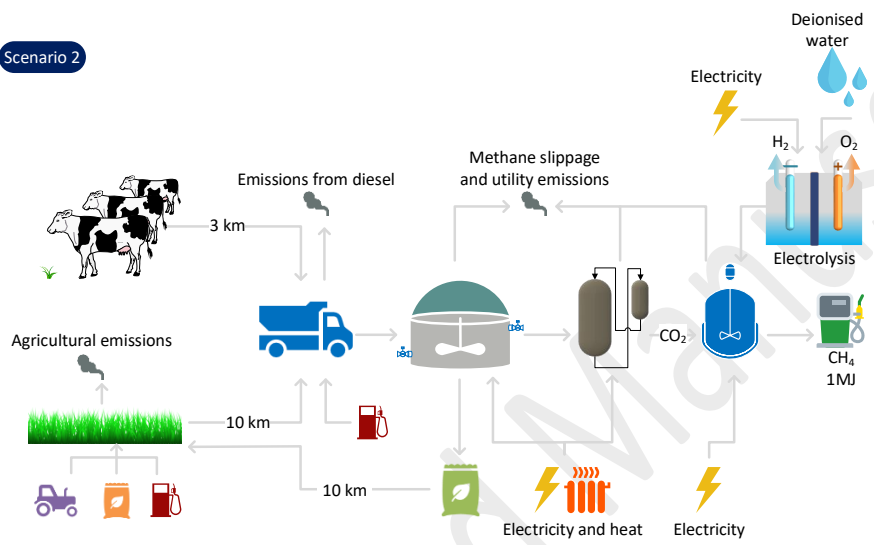 Scenario 2
Deionised
water
Electricity
H2
O2
Methane slippage
and utility emissions
Emissions from diesel
3 km
Electrolysis
Agricultural emissions
CO2
CH4
1MJ
10 km
10 km
Electricity and heat
Electricity